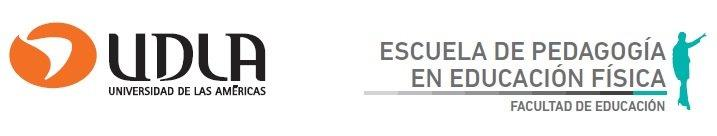 UDLA
UNIVERSIDAD DE LAS AMÉRICAS
ESCUELA DE PEDAGOGÍA
EN EDUCACIÓN FÍSICA
FACULTAD DE EDUCACIÓN